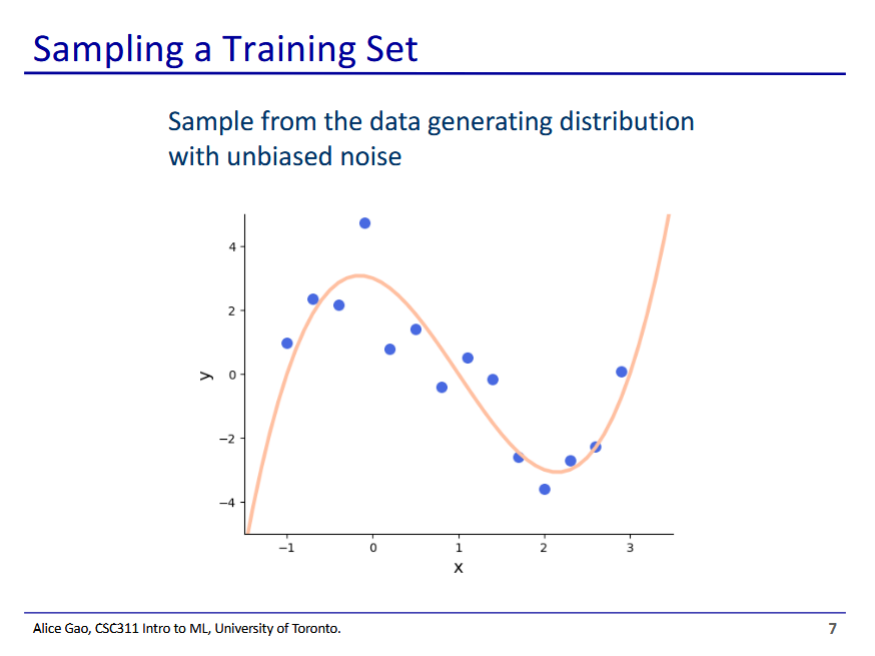 Sampling a Training Set
Sample from the data generating distribution
with unbiased noise
4
2
0
−2
−4
y
−1 0 1 2 3
x
Alice Gao, CSC311 Intro to ML, University of Toronto.
7